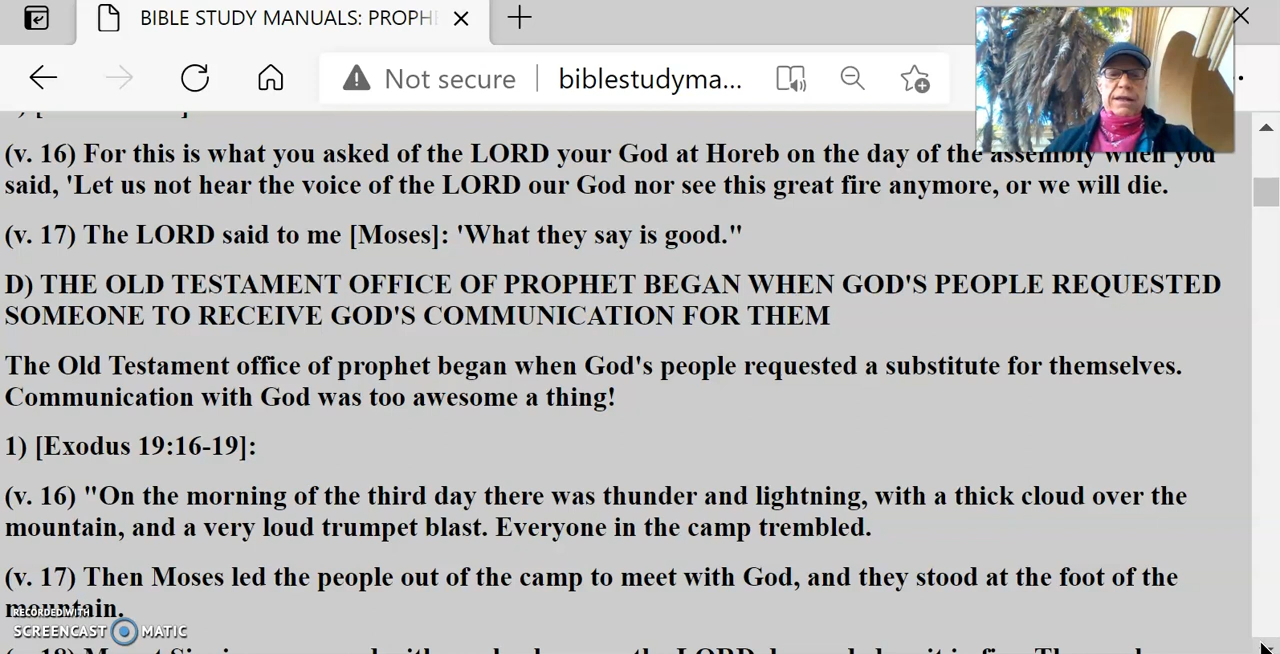 BIBLE STUDY MANUALS: PROPH
Not secure
biblestudyma...
(v. 16) For this is what you asked of the LORD your God at Horeb on the day of the assembly when you
said, 'Let us not hear the voice of the LORD our God nor see this great fire anymore, or we will die.
(v. 17) The LORD said to me [Moses]: 'What they say is good."
D) THE OLD TESTAMENT OFFICE OF PROPHET BEGAN WHEN GOD'S PEOPLE REQUESTED
SOMEONE TO RECEIVE GOD'S COMMUNICATION FOR THEM
The Old Testament office of prophet began when God's people requested a substitute for themselves.
Communication with God was too awesome a thing!
1) [Exodus 19:16-19]:
(v. 16) "On the morning of the third day there was thunder and lightning, with a thick cloud over the
mountain, and a very loud trumpet blast. Everyone in the camp trembled.
(v. 17) Then Moses led the people out of the camp to meet with God, and they stood at the foot of the
mountain.
RECORDED WITH
SCREENCAST MATIC